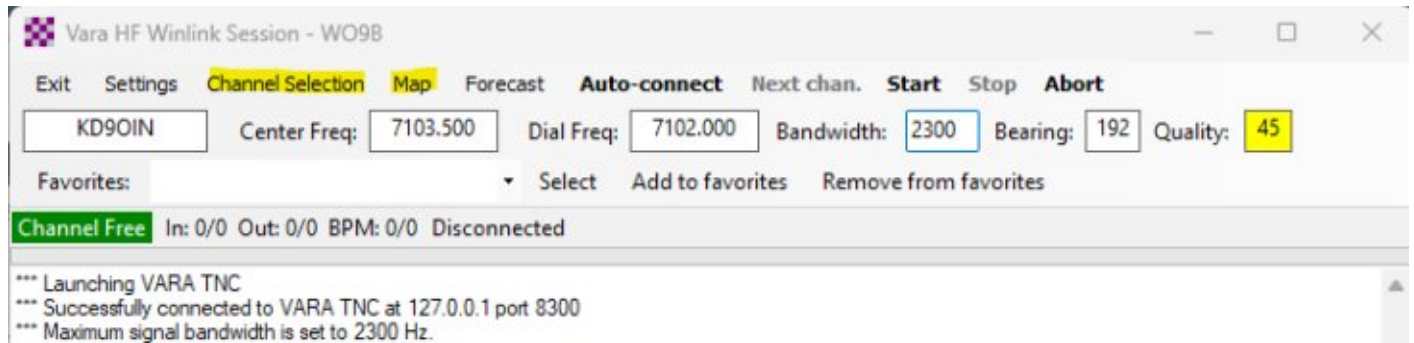 Vara HF Winlink Session - WO9B
Exit Settings Channel Selection Map Forecast Auto-connect Next chan. Start Stop Abort
KD9OIN Center Freq: 7103.500 Dial Freq: 7102.000 Bandwidth: 2300 Bearing: 192 Quality: 45
Favorites: Select Add to favorites Remove from favorites
Channel Free In: 0/0 Out: 0/0 BPM: 0/0 Disconnected
*** Launching VARA TNC
*** Successfully connected to VARA TNC at 127.0.0.1 port 8300
*** Maximum signal bandwidth is set to 2300 Hz.